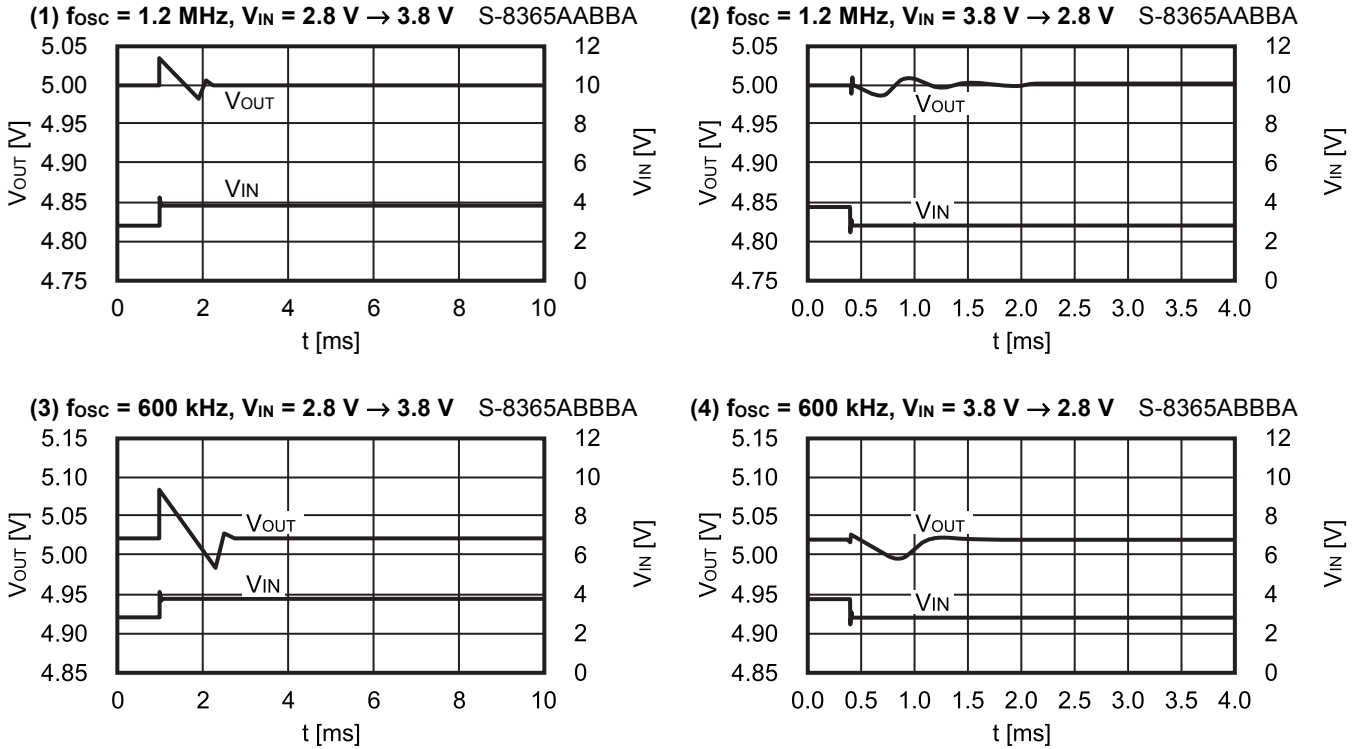 (1) fOSC = 1.2 MHz, VIN = 2.8 V → 3.8 V S-8365AABBA
5.05
5.00
4.95
4.90
4.85
4.80
4.75
VOUT [V]
VOUT
VIN
12
10
8
6
4
2
0
VIN [V]
0 2 4 6 8 10
t [ms]
(2) fOSC = 1.2 MHz, VIN = 3.8 V → 2.8 V S-8365AABBA
5.05
5.00
4.95
4.90
4.85
4.80
4.75
VOUT [V]
VOUT
VIN
12
10
8
6
4
2
0
VIN [V]
0.0 0.5 1.0 1.5 2.0 3.0 3.5 3.5 4.0
t [ms]
(3) fOSC = 600 kHz, VIN = 2.8 V → 3.8 V S-8365ABBBA
5.15
5.10
5.05
5.00
4.95
4.90
4.85
VOUT [V]
VOUT
VIN
12
10
8
6
4
2
0
VIN [V]
0 2 4 6 8 10
t [ms]
(4) fOSC = 600 kHz, VIN = 3.8 V → 2.8 V S-8365ABBBA
5.15
5.10
5.05
5.00
4.95
4.90
4.85
VOUT [V]
VOUT
VIN
12
10
8
6
4
2
0
VIN [V]
0.0 0.5 1.0 1.5 2.0 3.0 3.5 3.5 4.0
t [ms]